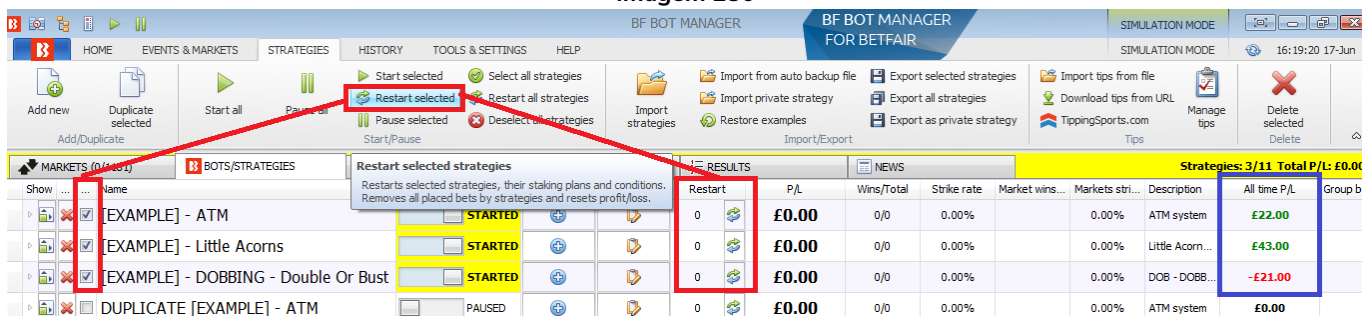 BF BOT MANAGER
BF BOT MANAGER
FOR BETFAIR
SIMULATION MODE
HOME EVENTS & MARKETS STRATEGIES HISTORY TOOLS & SETTINGS HELP
SIMULATION MODE 16:19:20 17-Jun
Add new
Duplicate
selected
Add/Duplicate
Start all
Pause all
Start selected
Restart selected
Pause selected
Select all strategies
Restart all strategies
Deselect all strategies
Start/Pause
Import
strategies
Import from auto backup file
Import private strategy
Restore examples
Export selected strategies
Export all strategies
Export as private strategy
Import/Export
Import tips from file
Download tips from URL
TippingSports.com
Manage
tips
Tips
Delete
selected
Delete
MARKETS BOTS/STRATEGIES RESULTS NEWS Strategies: 3/11 Total P/L: £0.00
Restart selected strategies
Restarts selected strategies, their staking plans and conditions.
Removes all placed bets by strategies and resets profit/loss.
Show ... ... Name Restart P/L Wins/Total Strike rate Market wins... Markets stri... Description All time P/L Group b
[EXAMPLE] - ATM STARTED 0 £0.00 0/0 0.00% 0.00% ATM system £22.00
[EXAMPLE] - Little Acorns STARTED 0 £0.00 0/0 0.00% 0.00% Little Acorn... £43.00
[EXAMPLE] - DOBBING - Double Or Bust STARTED 0 £0.00 0/0 0.00% 0.00% DOB - DOBB... -£21.00
DUPLICATE [EXAMPLE] - ATM PAUSED 0 £0.00 0/0 0.00% 0.00% ATM system £0.00